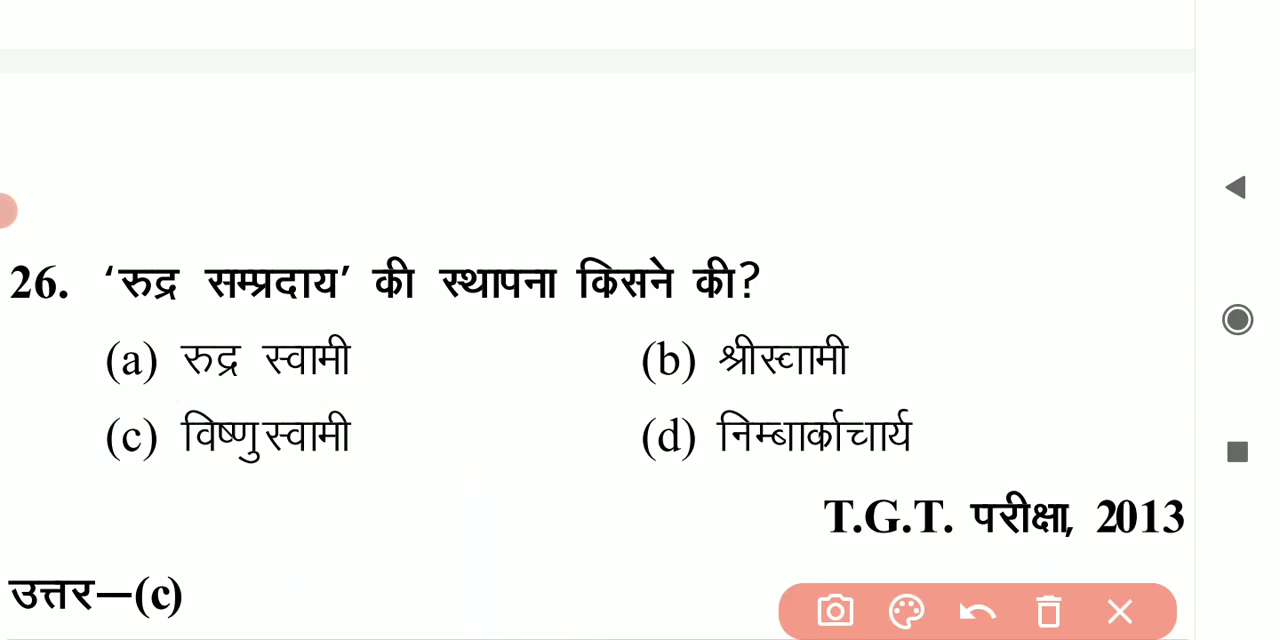 26. ‘रुद्र सम्प्रदाय’ की स्थापना किसने की?
(a) रुद्र स्वामी (b) श्रीस्वामी
(c) विष्णुस्वामी (d) निम्बार्काचार्य
T.G.T. परीक्षा, 2013
उत्तर—(c)